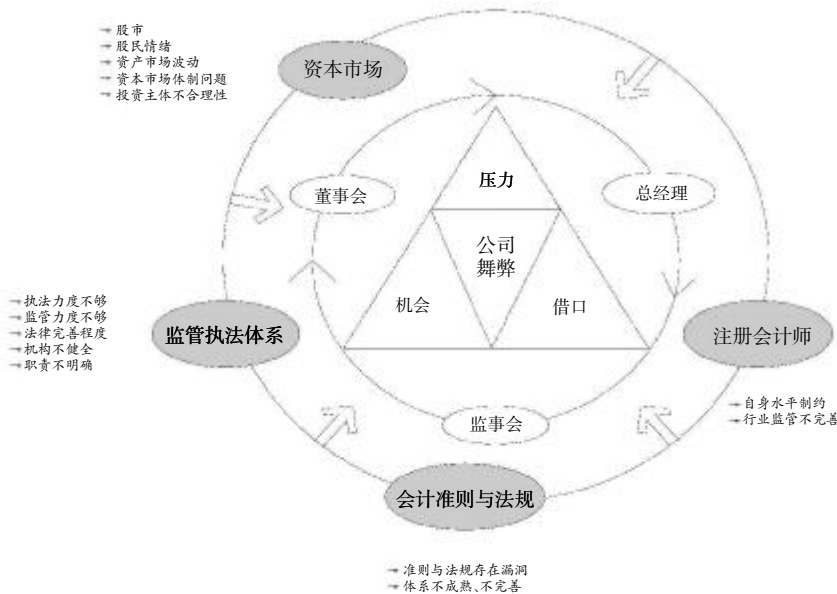 股市
股民情绪
资产市场波动
资本市场体制问题
投资主体不合理性
资本市场
压力
董事会
总经理
公司
舞弊
机会
借口
执法力度不够
监管力度不够
法律完善程度
机构不健全
职责不明确
监管执法体系
注册会计师
自身水平制约
行业监管不完善
监事会
会计准则与法规
准则与法规存在漏洞
体系不成熟、不完善